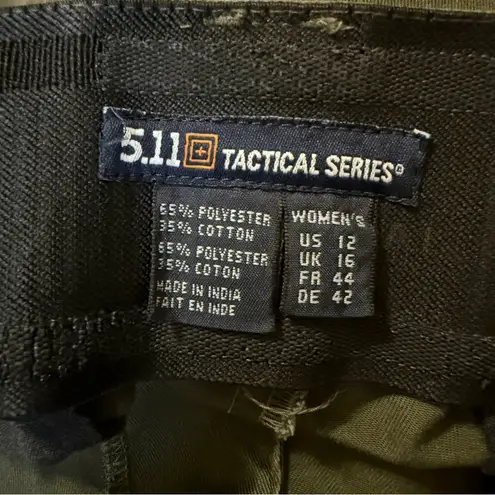 5.11 TACTICAL SERIES®
65% POLYESTER
35% COTTON
65% POLYESTER
35% COTON
MADE IN INDIA
FAIT EN INDE
WOMEN'S
US 12
UK 16
FR 44
DE 42